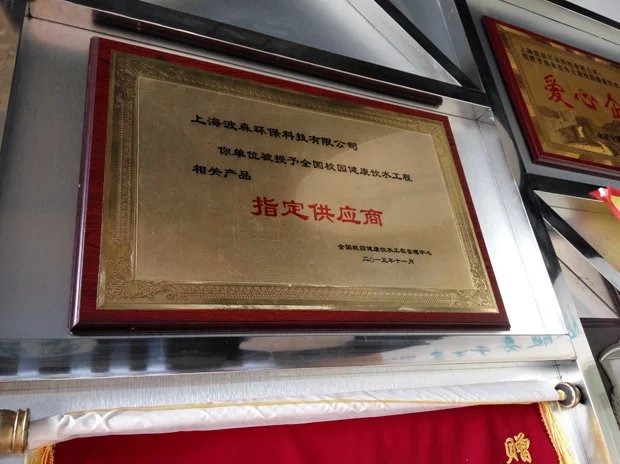 上海波森环保科技有限公司
你单位被授予全国校园健康饮水工程
相关产品
指定供应商
全国校园健康饮水工程管理中心
二〇一五年十一月
爱心企
赠